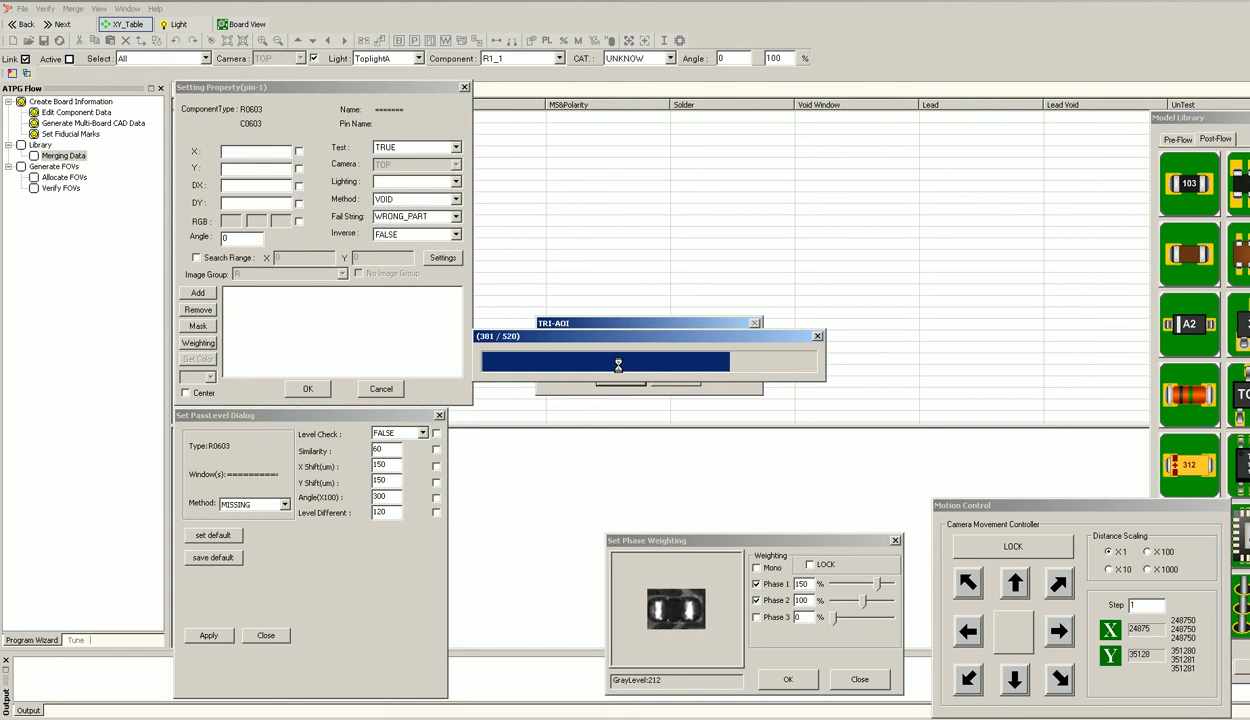 File Verify Merge View Window Help
Back Next XY_Table Light Board View
Link Active Select: All Camera: TOP Light: ToplightA Component: R1_1 CAT.: UNKNOW Angle: 0 100 %
ATPG Flow
Create Board Information
Edit Component Data
Generate Multi-Board CAD Data
Set Fiducial Marks
Library
Merging Data
Generate FOVs
Allocate FOVs
Verify FOVs
Program Wizard Tune
Output
Output
Setting Property(pin-1)
ComponentType: R0603 Name: =======
C0603 Pin Name:
X: Test: TRUE
Y: Camera: TOP
DX: Lighting:
DY: Method: VOID
RGB: Fail String: WRONG_PART
Angle: 0 Inverse: FALSE
Search Range: X 0 Y 0 Settings
Image Group: R No Image Group
Add
Remove
Mask
Weighting
Get Color
Center OK Cancel
Set PassLevel Dialog
Type:R0603 Level Check: FALSE
Similarity: 60
Window(s): ==========: X Shift(um): 150
Y Shift(um): 150
Method: MISSING Angle(X100): 300
Level Different: 120
set default
save default
Apply Close
MS&Polarity Solder Void Window Lead Lead Void UnTest
TRI-AOI
(381 / 520)
Set Phase Weighting
Weighting LOCK
Mono
Phase 1 150 %
Phase 2 100 %
Phase 3 0 %
GrayLevel:212 OK Close
Model Library
Pre-Flow Post-Flow
103
A2
312
Motion Control
Camera Movement Controller Distance Scaling
LOCK X1 X100
X10 X1000
Step 1
X 24875 248750
248750
248750
Y 35128 351280
351281
351281